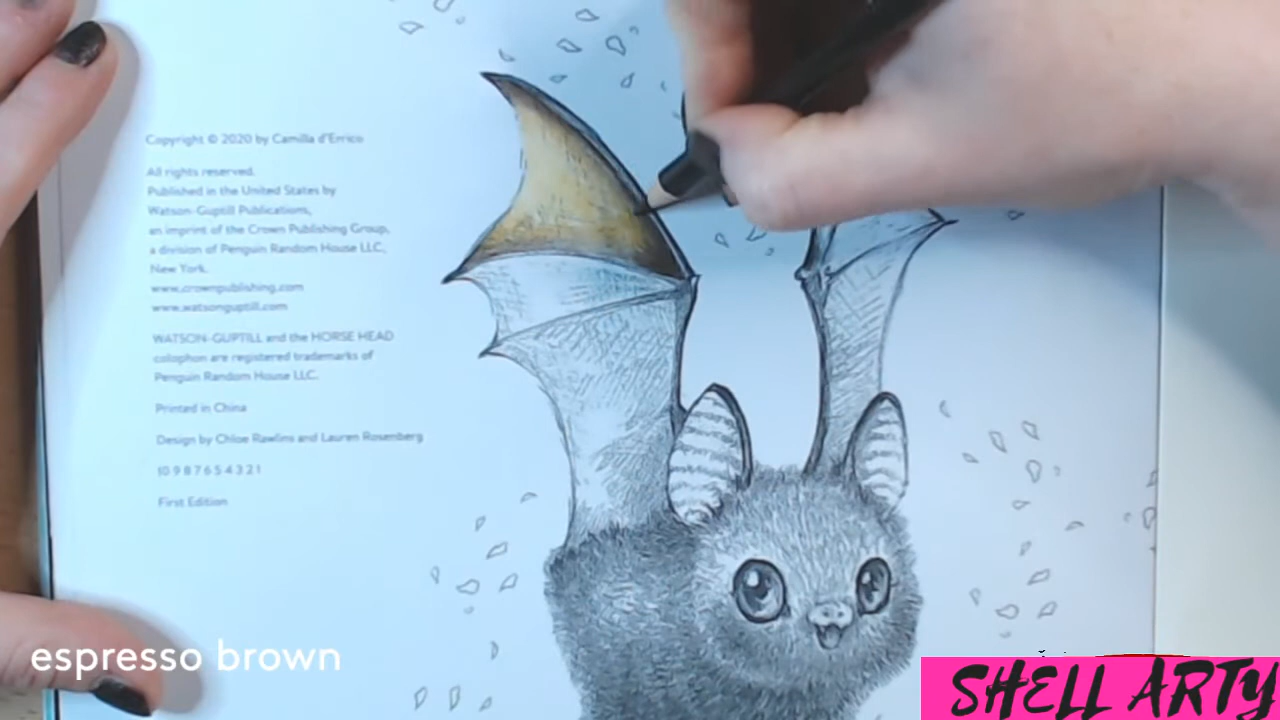 Copyright © 2020 by Camilla d'Errico
All rights reserved.
Published in the United States by
Watson-Guptill Publications,
an imprint of the Crown Publishing Group,
a division of Penguin Random House LLC,
New York.
www.crownpublishing.com
www.watsonguptill.com
WATSON-GUPTILL and the HORSE HEAD
colophon are registered trademarks of
Penguin Random House LLC.
Printed in China
Design by Chloe Rawlins and Lauren Rosenberg
10 9 8 7 6 5 4 3 2 1
First Edition
espresso brown
SHELL ARTY